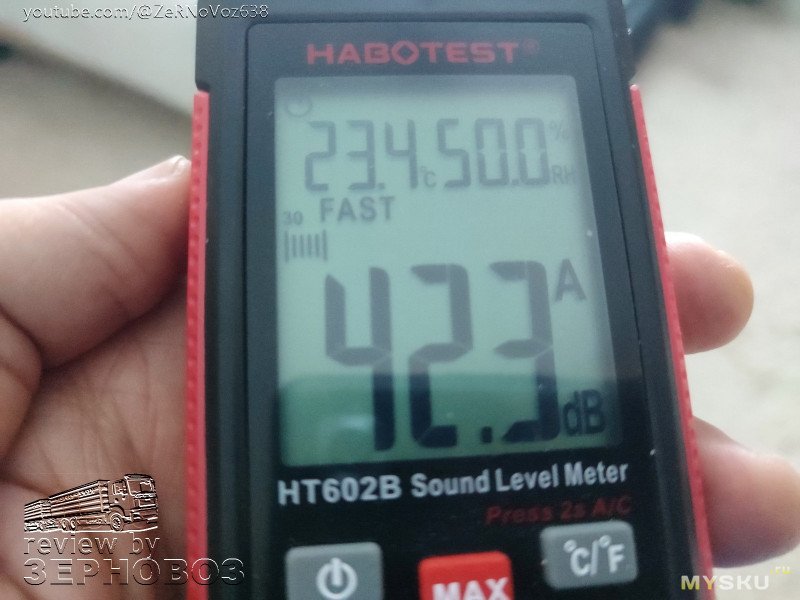 youtube.com/@ZeRNoVoz638
HABOTEST®
23.4 °C 50.0 % RH
30 FAST
42.3 A dB
HT602B Sound Level Meter
Press 2s A/C
MAX
°C/°F
review by
ЗЕРНОВОЗ
MYSKU.ru